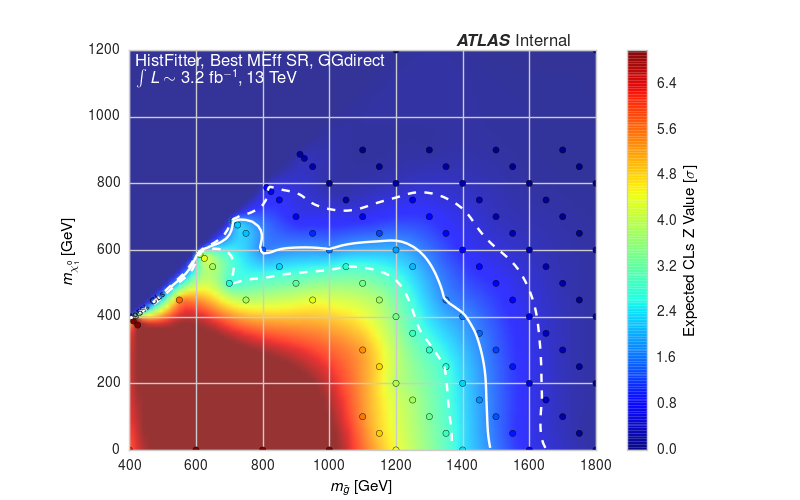 ATLAS Internal
HistFitter, Best MEff SR, GGdirect
∫ L ∼ 3.2 fb⁻¹, 13 TeV
1200
1000
800
600
400
200
0
m_χ̃₁⁰ [GeV]
400 600 800 1000 1200 1400 1600 1800
m_g̃ [GeV]
6.4
5.6
4.8
4.0
3.2
2.4
1.6
0.8
0.0
Expected CLs Z Value [σ]